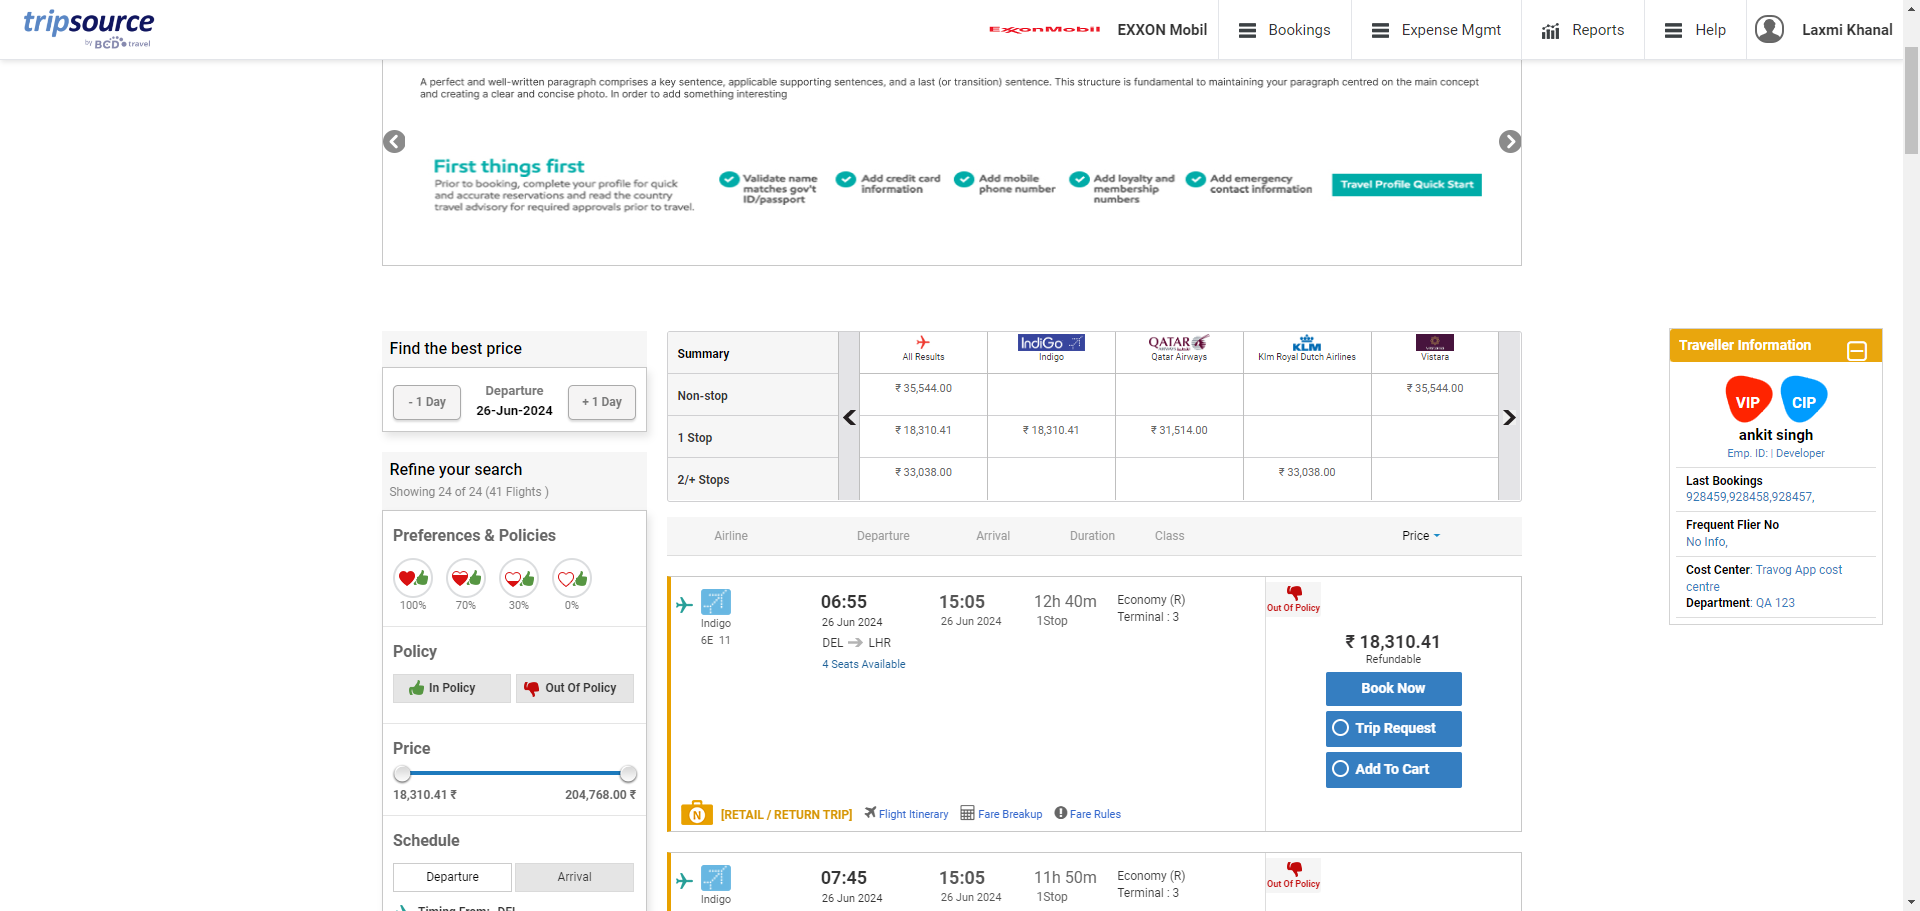 tripsource
by BCD travel
ExxonMobil EXXON Mobil
Bookings
Expense Mgmt
Reports
Help
Laxmi Khanal
A perfect and well-written paragraph comprises a key sentence, applicable supporting sentences, and a last (or transition) sentence. This structure is fundamental to maintaining your paragraph centred on the main concept
and creating a clear and concise photo. In order to add something interesting
First things first
Prior to booking, complete your profile for quick
and accurate reservations and read the country
travel advisory for required approvals prior to travel.
Validate name
matches gov't
ID/passport
Add credit card
information
Add mobile
phone number
Add loyalty and
membership
numbers
Add emergency
contact information
Travel Profile Quick Start
Find the best price
- 1 Day
Departure
26-Jun-2024
+ 1 Day
Refine your search
Showing 24 of 24 (41 Flights )
Preferences & Policies
100% 70% 30% 0%
Policy
In Policy
Out Of Policy
Price
18,310.41 ₹ 204,768.00 ₹
Schedule
Departure Arrival
Timing From: DEL
Summary
All Results
IndiGo
Indigo
QATAR
AIRWAYS
Qatar Airways
KLM
Klm Royal Dutch Airlines
Vistara
Non-stop ₹ 35,544.00 ₹ 35,544.00
1 Stop ₹ 18,310.41 ₹ 18,310.41 ₹ 31,514.00
2/+ Stops ₹ 33,038.00 ₹ 33,038.00
Airline Departure Arrival Duration Class Price
Indigo
6E 11
06:55
26 Jun 2024
DEL LHR
4 Seats Available
15:05
26 Jun 2024
12h 40m
1Stop
Economy (R)
Terminal : 3
Out Of Policy
₹ 18,310.41
Refundable
Book Now
Trip Request
Add To Cart
N
[RETAIL / RETURN TRIP] Flight Itinerary Fare Breakup Fare Rules
Indigo
07:45
26 Jun 2024
15:05
26 Jun 2024
11h 50m
1Stop
Economy (R)
Terminal : 3
Out Of Policy
Traveller Information
VIP CIP
ankit singh
Emp. ID: | Developer
Last Bookings
928459,928458,928457,
Frequent Flier No
No Info,
Cost Center: Travog App cost
centre
Department: QA 123